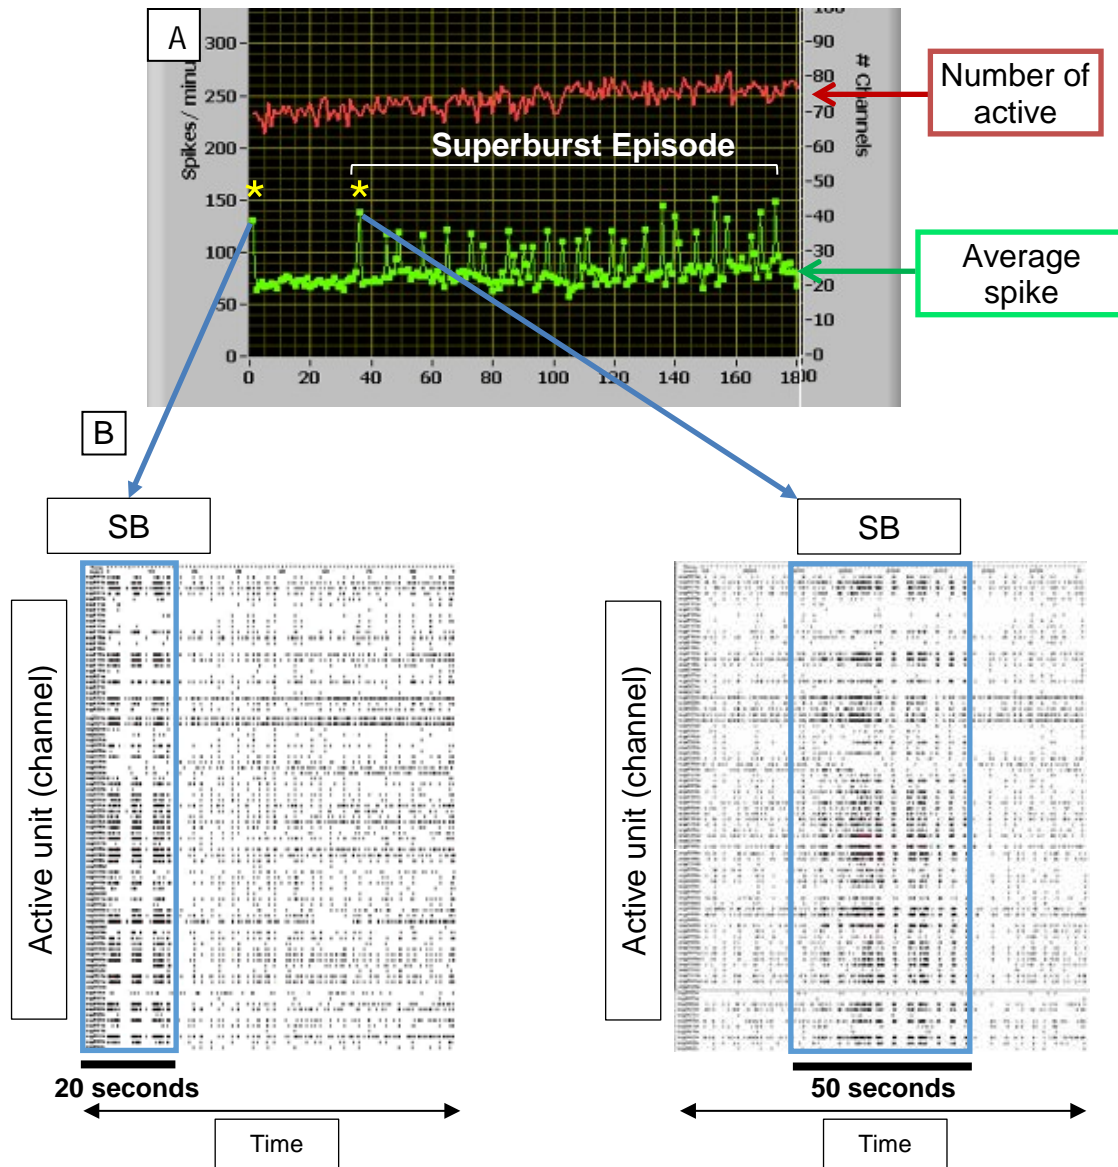 A
300
250
200
150
100
50
0
Spikes/ minu
0 20 40 60 80 100 120 140 160 180
90
80
70
60
50
40
30
20
10
0
# Channels
Superburst Episode
*
*
Number of
active
Average
spike
B
SB
SB
Active unit (channel)
Active unit (channel)
20 seconds
50 seconds
Time
Time